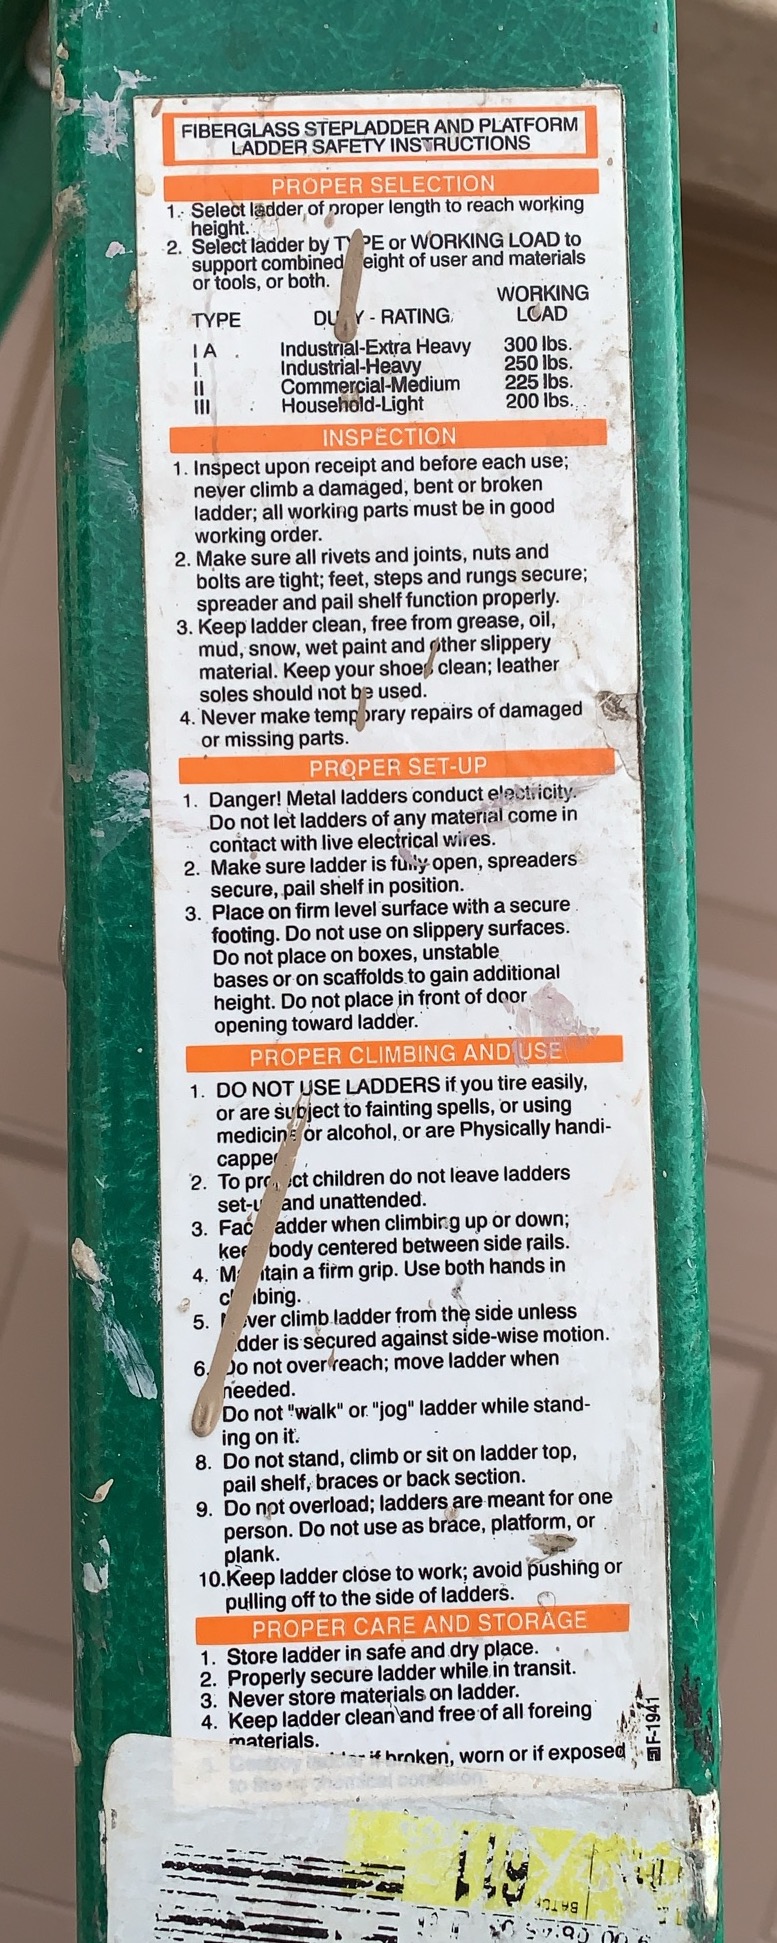 FIBERGLASS STEPLADDER AND PLATFORM
LADDER SAFETY INSTRUCTIONS
PROPER SELECTION
1. Select ladder of proper length to reach working
height.
2. Select ladder by TYPE or WORKING LOAD to
support combined weight of user and materials
or tools, or both.
TYPE DUTY - RATING WORKING LOAD
I A Industrial-Extra Heavy 300 lbs.
I Industrial-Heavy 250 lbs.
II Commercial-Medium 225 lbs.
III Household-Light 200 lbs.
INSPECTION
1. Inspect upon receipt and before each use;
never climb a damaged, bent or broken
ladder; all working parts must be in good
working order.
2. Make sure all rivets and joints, nuts and
bolts are tight; feet, steps and rungs secure;
spreader and pail shelf function properly.
3. Keep ladder clean, free from grease, oil,
mud, snow, wet paint and other slippery
material. Keep your shoes clean; leather
soles should not be used.
4. Never make temporary repairs of damaged
or missing parts.
PROPER SET-UP
1. Danger! Metal ladders conduct electricity.
Do not let ladders of any material come in
contact with live electrical wires.
2. Make sure ladder is fully open, spreaders
secure, pail shelf in position.
3. Place on firm level surface with a secure
footing. Do not use on slippery surfaces.
Do not place on boxes, unstable
bases or on scaffolds to gain additional
height. Do not place in front of door
opening toward ladder.
PROPER CLIMBING AND USE
1. DO NOT USE LADDERS if you tire easily,
or are subject to fainting spells, or using
medicine or alcohol, or are Physically handi-
capped
2. To protect children do not leave ladders
set-up and unattended.
3. Face ladder when climbing up or down;
keep body centered between side rails.
4. Maintain a firm grip. Use both hands in
climbing.
5. Never climb ladder from the side unless
ladder is secured against side-wise motion.
6. Do not over reach; move ladder when
needed.
Do not "walk" or "jog" ladder while stand-
ing on it.
8. Do not stand, climb or sit on ladder top,
pail shelf, braces or back section.
9. Do not overload; ladders are meant for one
person. Do not use as brace, platform, or
plank.
10. Keep ladder close to work; avoid pushing or
pulling off to the side of ladders.
PROPER CARE AND STORAGE
1. Store ladder in safe and dry place.
2. Properly secure ladder while in transit.
3. Never store materials on ladder.
4. Keep ladder clean and free of all foreing
materials.
if broken, worn or if exposed
F-1941
BATCH